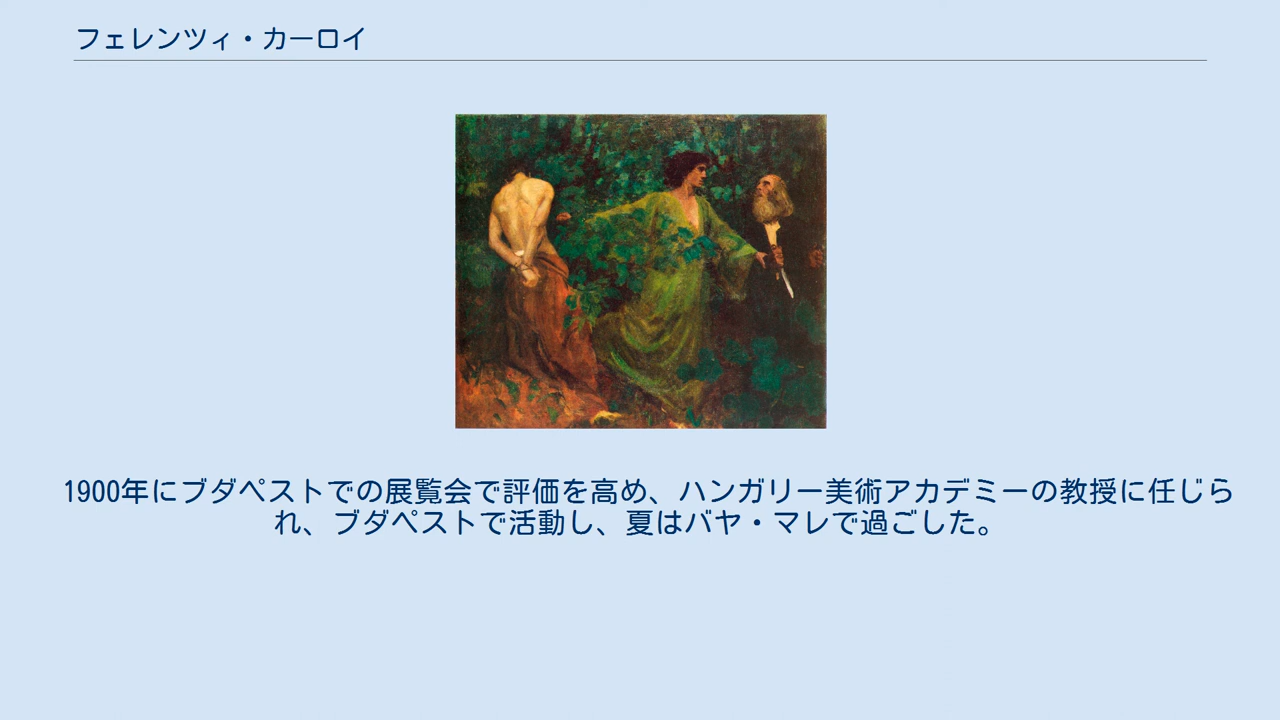 フェレンツィ・カーロイ
1900年にブダペストでの展覧会で評価を高め、ハンガリー美術アカデミーの教授に任じら
れ、ブダペストで活動し、夏はバヤ・マレで過ごした。